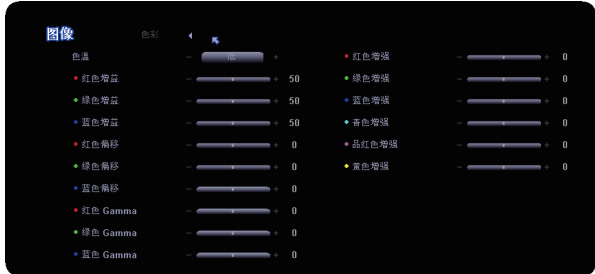 图像
色彩
色温
红色增益 50
绿色增益 50
蓝色增益 50
红色偏移 0
绿色偏移 0
蓝色偏移 0
红色 Gamma 0
绿色 Gamma 0
蓝色 Gamma 0
红色增强 0
绿色增强 0
蓝色增强 0
青色增强 0
品红色增强 0
黄色增强 0